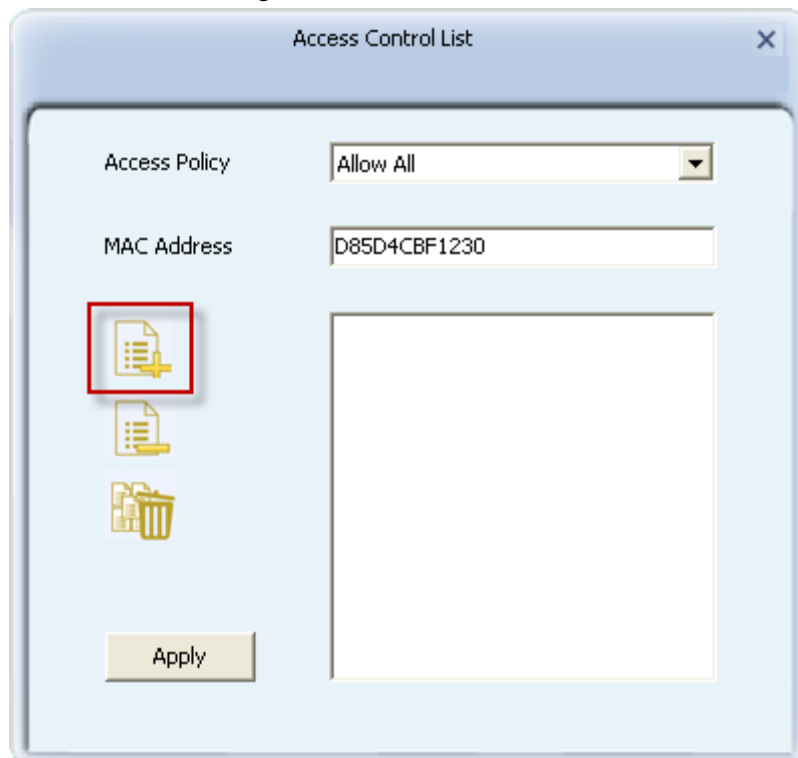 Access Control List
Access Policy
Allow All
MAC Address
D85D4CBF1230
Apply